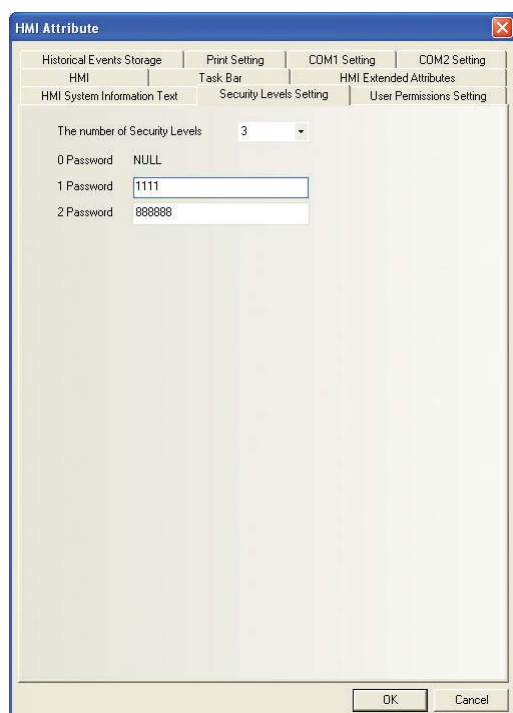 HMI Attribute
Historical Events Storage Print Setting COM1 Setting COM2 Setting
HMI Task Bar HMI Extended Attributes
HMI System Information Text Security Levels Setting User Permissions Setting
The number of Security Levels 3
0 Password NULL
1 Password 1111
2 Password 888888
OK Cancel